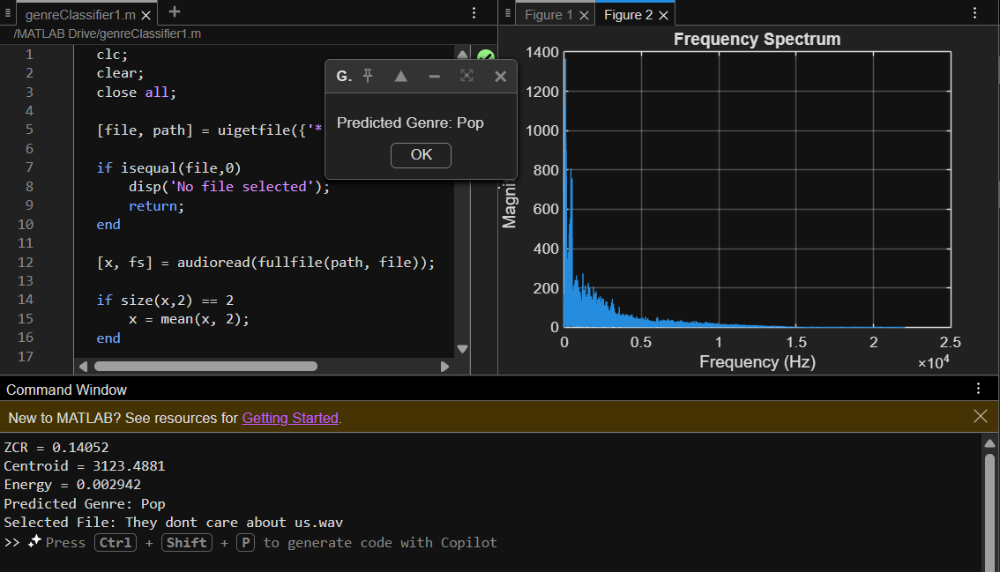 genreClassifier1.m
/MATLAB Drive/genreClassifier1.m
1 clc;
2 clear;
3 close all;
4
5 [file, path] = uigetfile({'*
6
7 if isequal(file,0)
8 disp('No file selected');
9 return;
10 end
11
12 [x, fs] = audioread(fullfile(path, file));
13
14 if size(x,2) == 2
15 x = mean(x, 2);
16 end
17
G.
Predicted Genre: Pop
OK
Figure 1
Figure 2
Frequency Spectrum
Magni
1400
1200
1000
800
600
400
200
0
0 0.5 1 1.5 2 2.5
Frequency (Hz)
×10⁴
Command Window
New to MATLAB? See resources for Getting Started.
ZCR = 0.14052
Centroid = 3123.4881
Energy = 0.002942
Predicted Genre: Pop
Selected File: They dont care about us.wav
>> Press Ctrl + Shift + P to generate code with Copilot